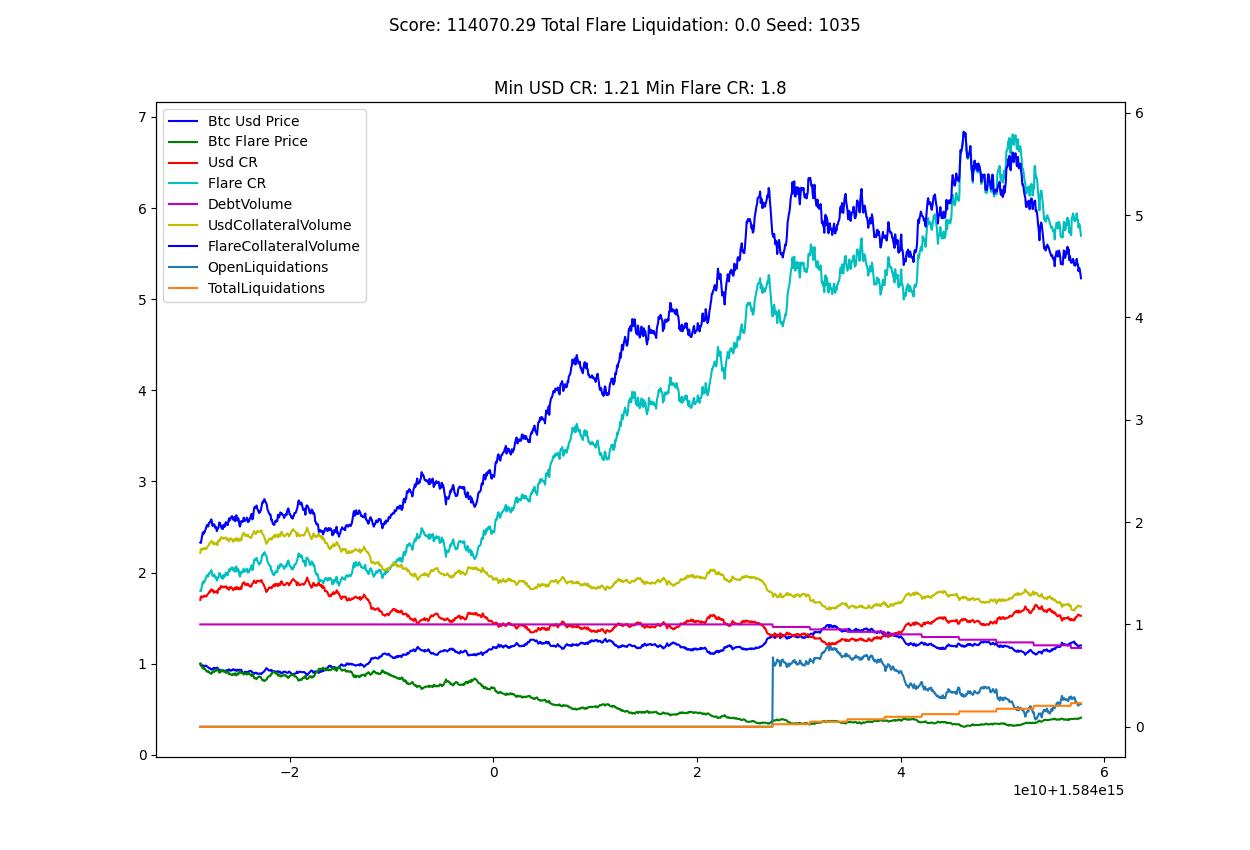 Score: 114070.29 Total Flare Liquidation: 0.0 Seed: 1035
Min USD CR: 1.21 Min Flare CR: 1.8
Btc Usd Price
Btc Flare Price
Usd CR
Flare CR
DebtVolume
UsdCollateralVolume
FlareCollateralVolume
OpenLiquidations
TotalLiquidations
7
6
5
4
3
2
1
0
6
5
4
3
2
1
0
−2
0
2
4
6
1e10+1.584e15